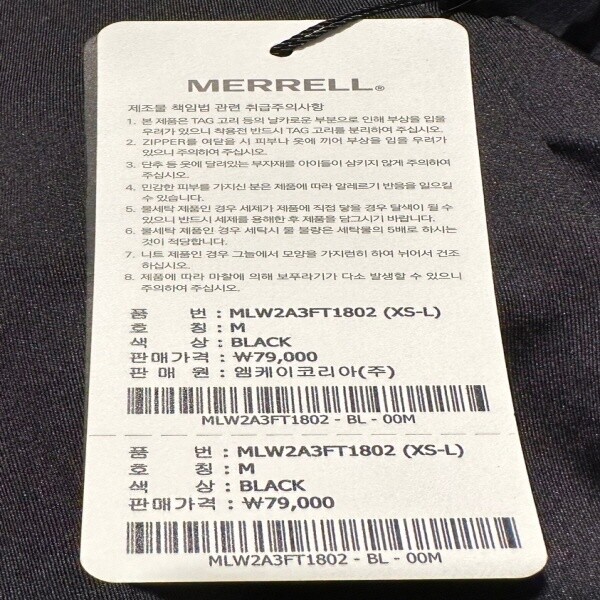 MERRELL®
제조물 책임법 관련 취급주의사항
1. 본 제품은 TAG 고리 등의 날카로운 부분으로 인해 부상을 입을
우려가 있으니 착용전 반드시 TAG 고리를 분리하여 주십시오.
2. ZIPPER를 여닫을 시 피부나 옷에 끼어 부상을 입을 우려가
있으니 주의하여 주십시오.
3. 단추 등 옷에 달려있는 부자재를 아이들이 삼키지 않게 주의하여
주십시오.
4. 민감한 피부를 가지신 분은 제품에 따라 알레르기 반응을 일으킬
수 있습니다.
5. 물세탁 제품인 경우 세제가 제품에 직접 닿을 경우 탈색이 될 수
있으니 반드시 세제를 용해한 후 제품을 담그시기 바랍니다.
6. 물세탁 제품인 경우 세탁시 물 물량은 세탁물의 5배로 하시는
것이 적당합니다.
7. 니트 제품인 경우 그늘에서 모양을 가지런히 하여 뉘어서 건조
하십시오.
8. 제품에 따라 마찰에 의해 보푸라기가 다소 발생할 수 있으니
주의하여 주십시오.
품 번 : MLW2A3FT1802 (XS-L)
호 칭 : M
색 상 : BLACK
판매가격 : ₩79,000
판 매 원 : 엠케이코리아(주)
MLW2A3FT1802 - BL - 00M
품 번 : MLW2A3FT1802 (XS-L)
호 칭 : M
색 상 : BLACK
판매가격 : ₩79,000
MLW2A3FT1802 - BL - 00M